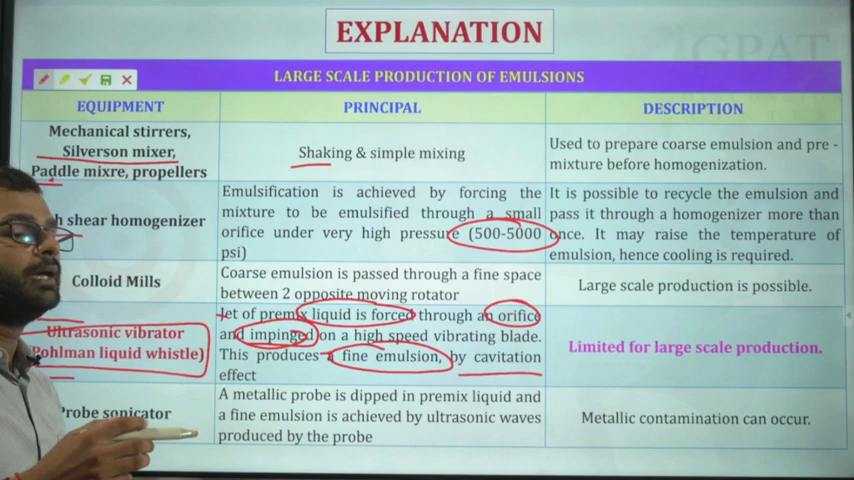 EXPLANATION
GPAT
LARGE SCALE PRODUCTION OF EMULSIONS
EQUIPMENT
PRINCIPAL
DESCRIPTION
Mechanical stirrers,
Silverson mixer,
Paddle mixre, propellers
Shaking & simple mixing
Used to prepare coarse emulsion and pre -
mixture before homogenization.
shear homogenizer
Emulsification is achieved by forcing the
mixture to be emulsified through a small
orifice under very high pressure (500-5000
psi)
It is possible to recycle the emulsion and
pass it through a homogenizer more than
once. It may raise the temperature of
emulsion, hence cooling is required.
Colloid Mills
Coarse emulsion is passed through a fine space
between 2 opposite moving rotator
Large scale production is possible.
Ultrasonic vibrator
Pohlman liquid whistle)
Jet of premix liquid is forced through an orifice
and impinged on a high speed vibrating blade.
This produces a fine emulsion, by cavitation
effect
Limited for large scale production.
Probe sonicator
A metallic probe is dipped in premix liquid and
a fine emulsion is achieved by ultrasonic waves
produced by the probe
Metallic contamination can occur.